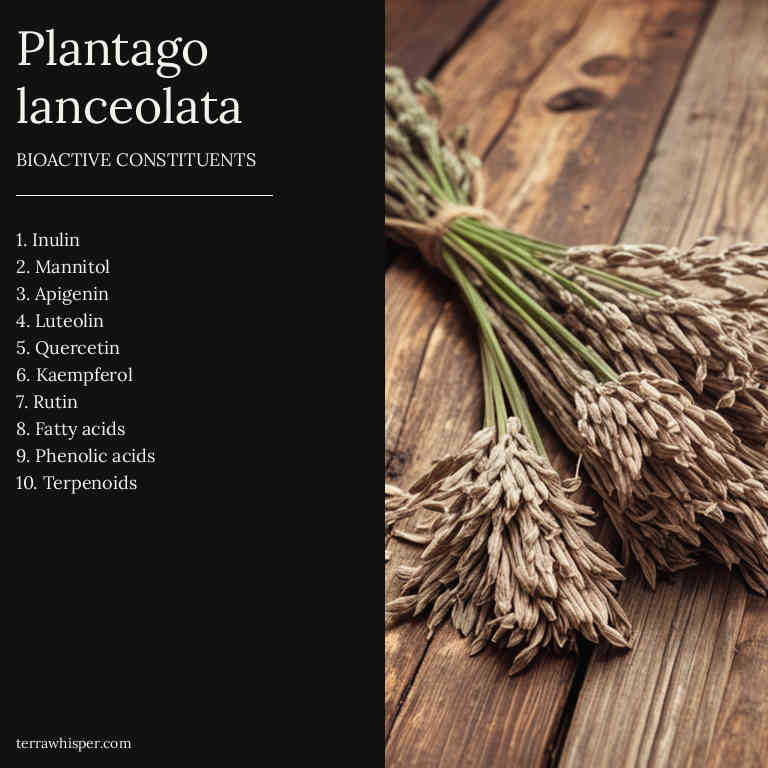 Plantago
lanceolata
BIOACTIVE CONSTITUENTS
1. Inulin
2. Mannitol
3. Apigenin
4. Luteolin
5. Quercetin
6. Kaempferol
7. Rutin
8. Fatty acids
9. Phenolic acids
10. Terpenoids
terrawhisper.com